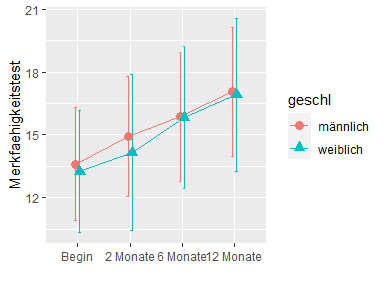 Merkfaehigkeitstest
21
18
15
12
Begin 2 Monate 6 Monate 12 Monate
geschl
männlich
weiblich